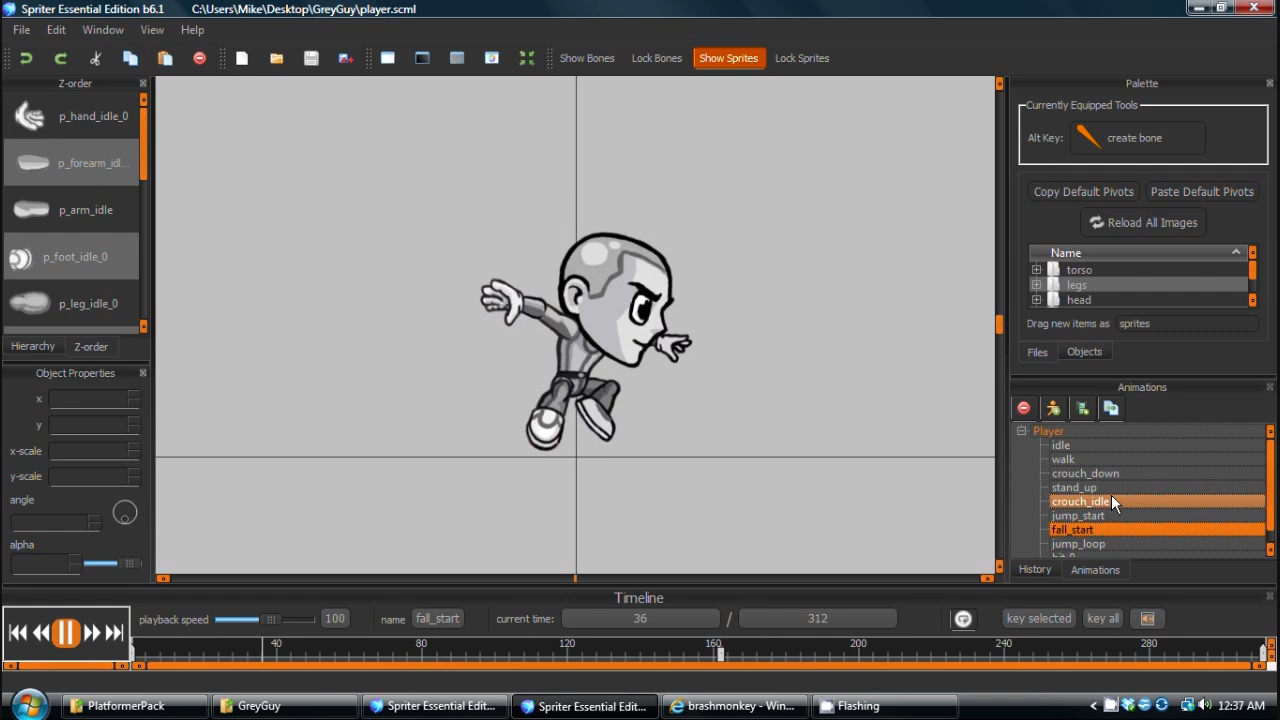 Spriter Essential Edition b6.1 C:\Users\Mike\Desktop\GreyGuy\player.scml
File Edit Window View Help
Show Bones Lock Bones Show Sprites Lock Sprites
Z-order
p_hand_idle_0
p_forearm_idl...
p_arm_idle
p_foot_idle_0
p_leg_idle_0
Hierarchy Z-order
Object Properties
x
y
x-scale
y-scale
angle
alpha
Palette
Currently Equipped Tools
Alt Key: create bone
Copy Default Pivots Paste Default Pivots
Reload All Images
Name
torso
legs
head
Drag new items as sprites
Files Objects
Animations
Player
idle
walk
crouch_down
stand_up
crouch_idle
jump_start
fall_start
jump_loop
History Animations
Timeline
playback speed 100 name fall_start current time: 36 / 312 key selected key all
40 80 120 160 200 240 280
PlatformerPack GreyGuy Spriter Essential Edit... Spriter Essential Edit... brashmonkey - Win... Flashing 12:37 AM